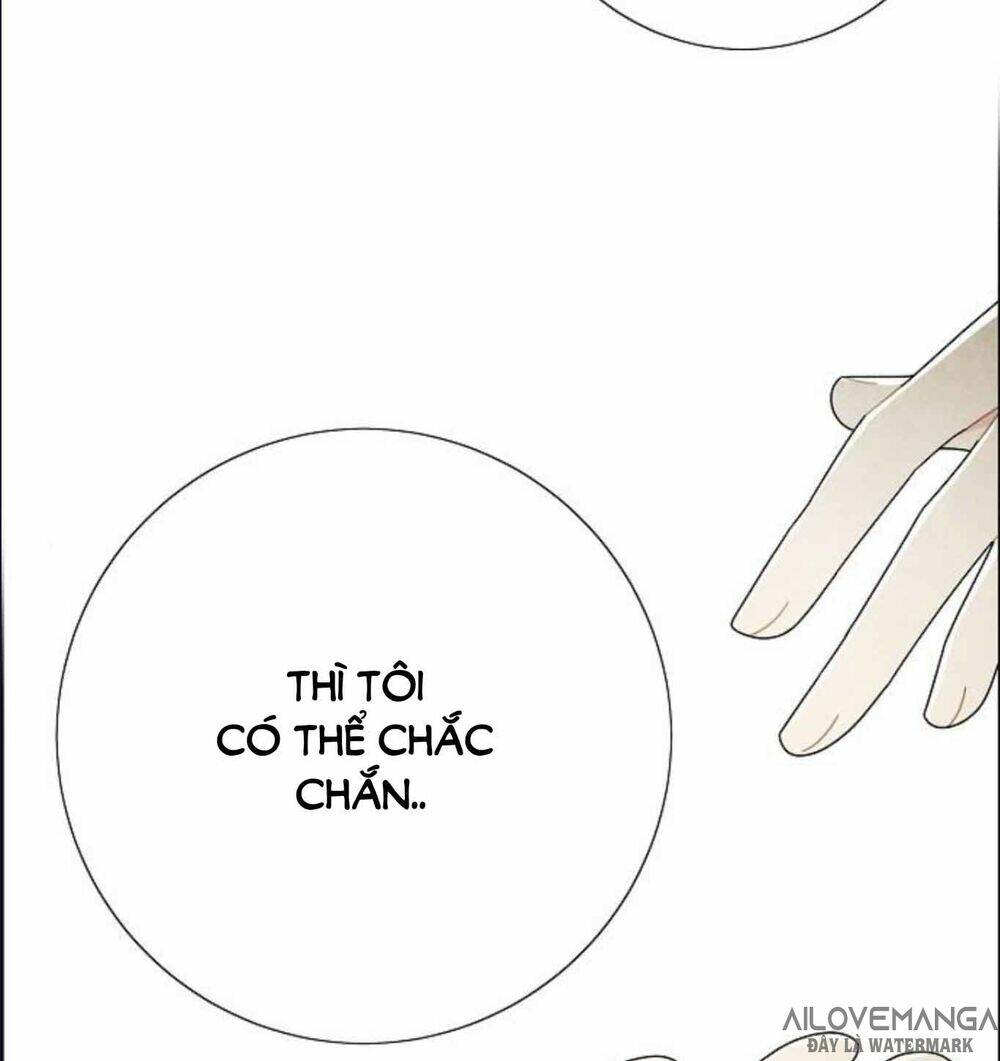 THÌ TÔI
CÓ THỂ CHẮC
CHẮN..
AILOVEMANGA
ĐÂY LÀ WATERMARK